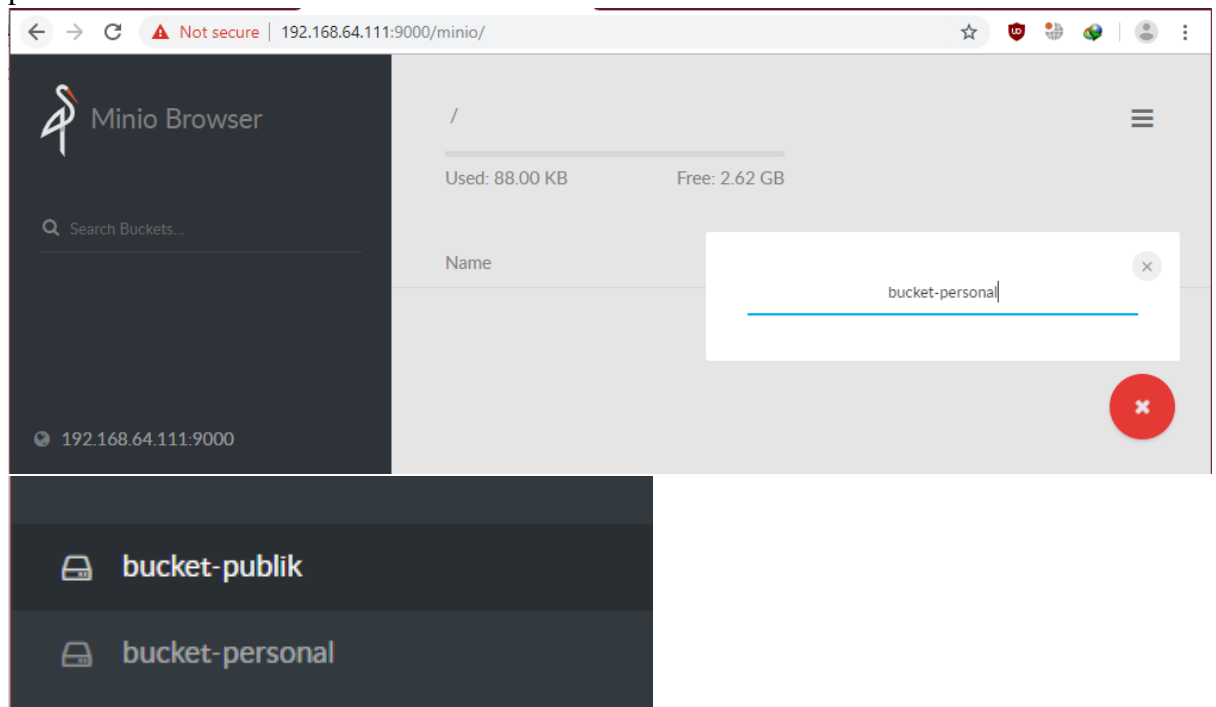 Not secure | 192.168.64.111:9000/minio/
Minio Browser
/
Used: 88.00 KB Free: 2.62 GB
Search Buckets...
Name
bucket-personal
192.168.64.111:9000
bucket-publik
bucket-personal